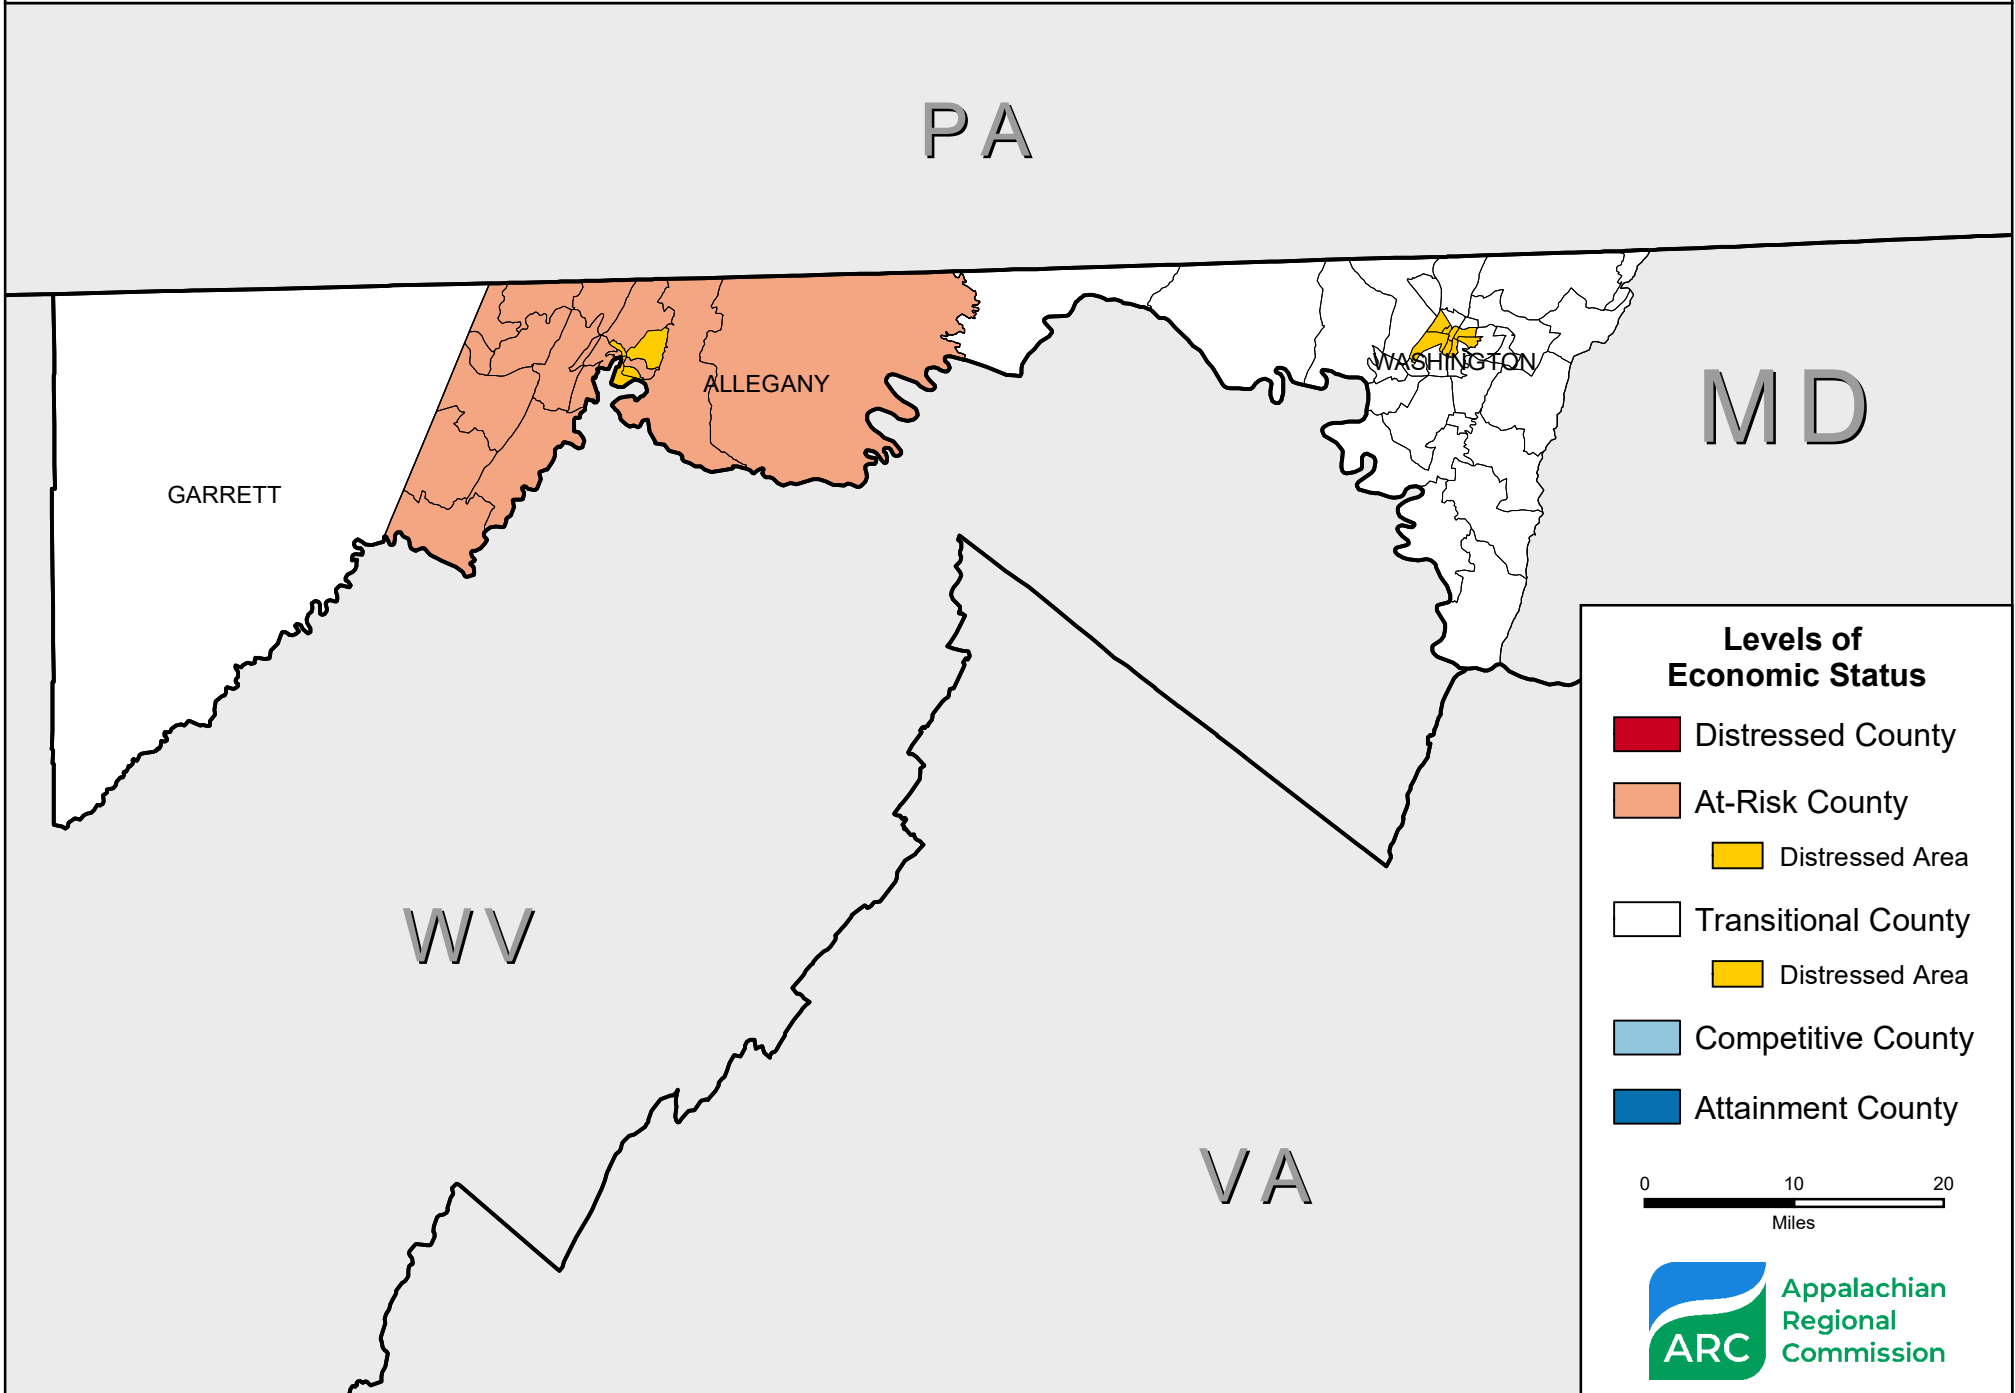 PA
ALLEGANY
WASHINGTON
MD
GARRETT
WV
VA
Levels of
Economic Status
Distressed County
At-Risk County
Distressed Area
Transitional County
Distressed Area
Competitive County
Attainment County
0 10 20
Miles
ARC
Appalachian
Regional
Commission